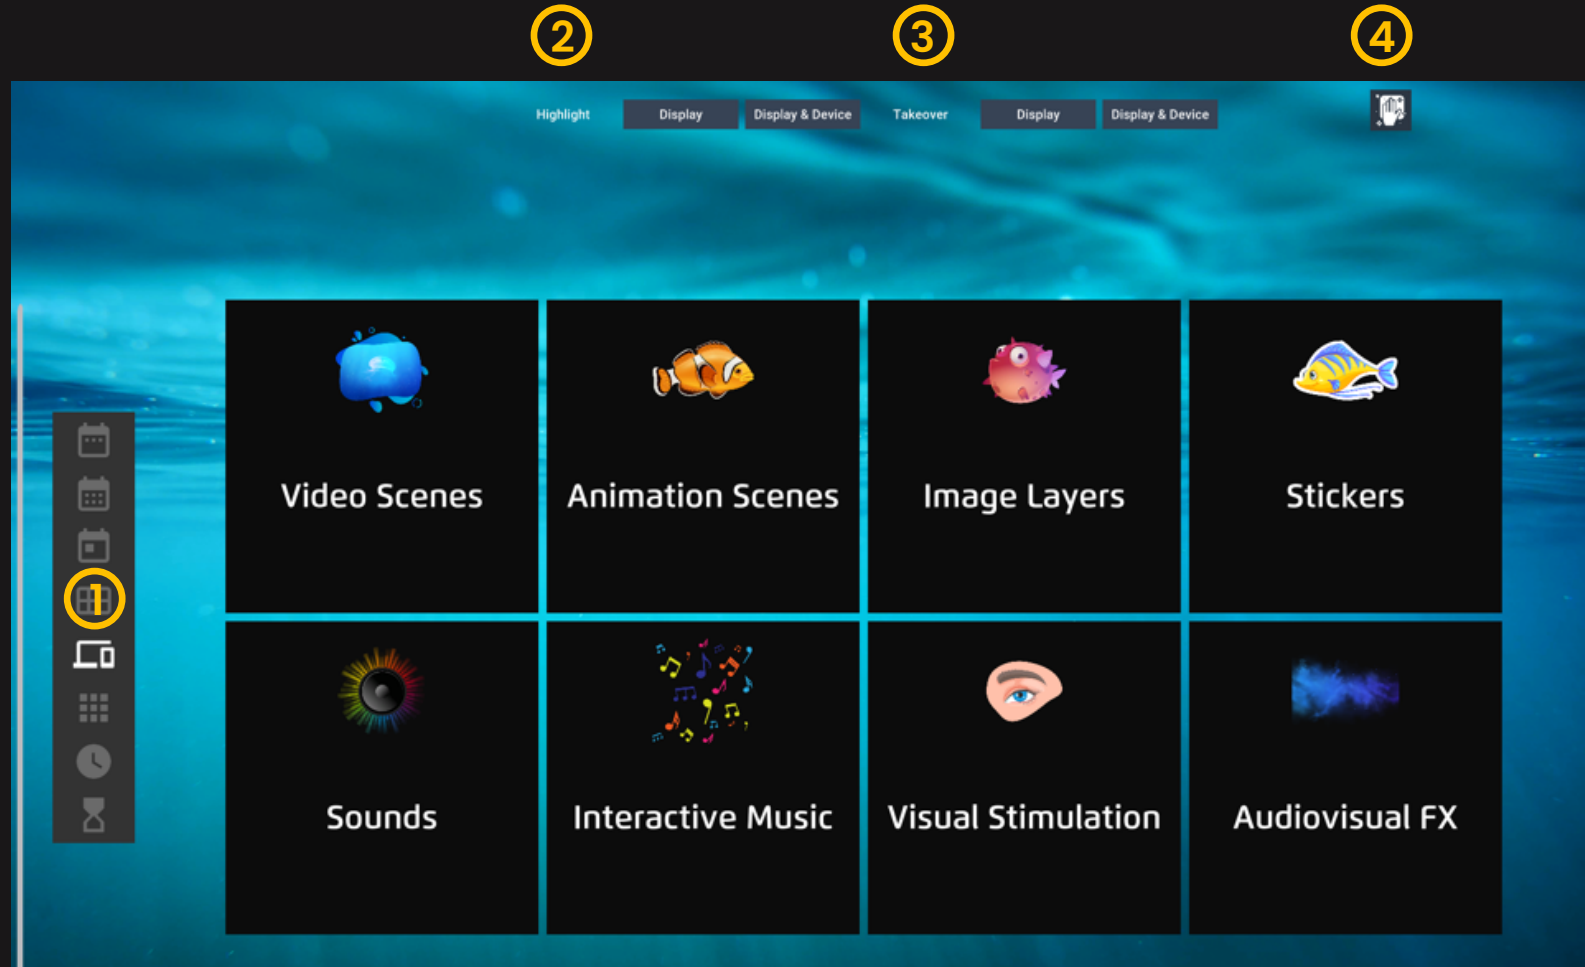 2 3 4
Highlight Display Display & Device Takeover Display Display & Device
Video Scenes Animation Scenes Image Layers Stickers
1
Sounds Interactive Music Visual Stimulation Audiovisual FX